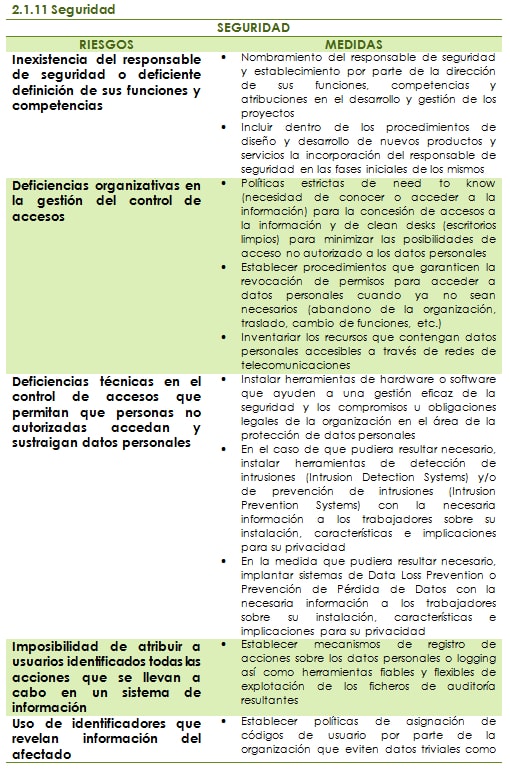 2.1.11 Seguridad
SEGURIDAD
RIESGOS
MEDIDAS
Inexistencia del responsable
de seguridad o deficiente
definición de sus funciones y
competencias
• Nombramiento del responsable de seguridad
y establecimiento por parte de la dirección
de sus funciones, competencias y
atribuciones en el desarrollo y gestión de los
proyectos
• Incluir dentro de los procedimientos de
diseño y desarrollo de nuevos productos y
servicios la incorporación del responsable de
seguridad en las fases iniciales de los mismos
Deficiencias organizativas en
la gestión del control de
accesos
• Políticas estrictas de need to know
(necesidad de conocer o acceder a la
información) para la concesión de accesos a
la información y de clean desks (escritorios
limpios) para minimizar las posibilidades de
acceso no autorizado a los datos personales
• Establecer procedimientos que garanticen la
revocación de permisos para acceder a
datos personales cuando ya no sean
necesarios (abandono de la organización,
traslado, cambio de funciones, etc.)
• Inventariar los recursos que contengan datos
personales accesibles a través de redes de
telecomunicaciones
Deficiencias técnicas en el
control de accesos que
permitan que personas no
autorizadas accedan y
sustraigan datos personales
• Instalar herramientas de hardware o software
que ayuden a una gestión eficaz de la
seguridad y los compromisos u obligaciones
legales de la organización en el área de la
protección de datos personales
• En el caso de que pudiera resultar necesario,
instalar herramientas de detección de
intrusiones (Intrusion Detection Systems) y/o
de prevención de intrusiones (Intrusion
Prevention Systems) con la necesaria
información a los trabajadores sobre su
instalación, características e implicaciones
para su privacidad
• En la medida que pudiera resultar necesario,
implantar sistemas de Data Loss Prevention o
Prevención de Pérdida de Datos con la
necesaria información a los trabajadores
sobre su instalación, características e
implicaciones para su privacidad
Imposibilidad de atribuir a
usuarios identificados todas las
acciones que se llevan a
cabo en un sistema de
información
• Establecer mecanismos de registro de
acciones sobre los datos personales o logging
así como herramientas fiables y flexibles de
explotación de los ficheros de auditoría
resultantes
Uso de identificadores que
revelan información del
afectado
• Establecer políticas de asignación de
códigos de usuario por parte de la
organización que eviten datos triviales como